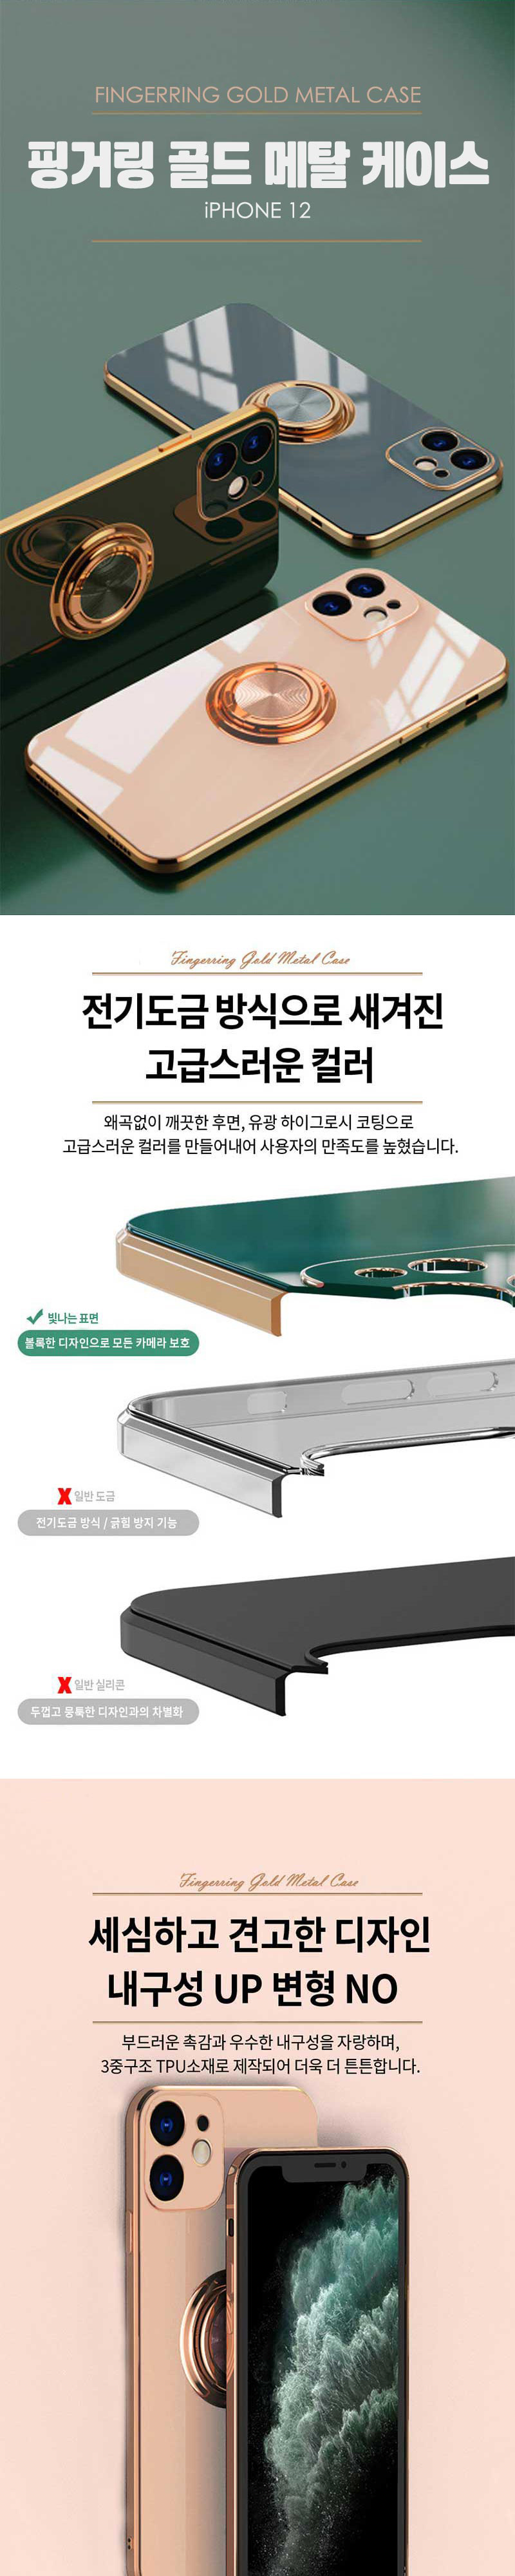 FINGERRING GOLD METAL CASE
핑거링 골드 메탈 케이스
iPHONE 12
Fingerring Gold Metal Case
전기도금 방식으로 새겨진
고급스러운 컬러
왜곡없이 깨끗한 후면, 유광 하이그로시 코팅으로
고급스러운 컬러를 만들어내어 사용자의 만족도를 높혔습니다.
빛나는 표면
볼록한 디자인으로 모든 카메라 보호
X 일반 도금
전기도금 방식 / 긁힘 방지 기능
X 일반 실리콘
두껍고 뭉툭한 디자인과의 차별화
Fingerring Gold Metal Case
세심하고 견고한 디자인
내구성 UP 변형 NO
부드러운 촉감과 우수한 내구성을 자랑하며,
3중구조 TPU소재로 제작되어 더욱 더 튼튼합니다.